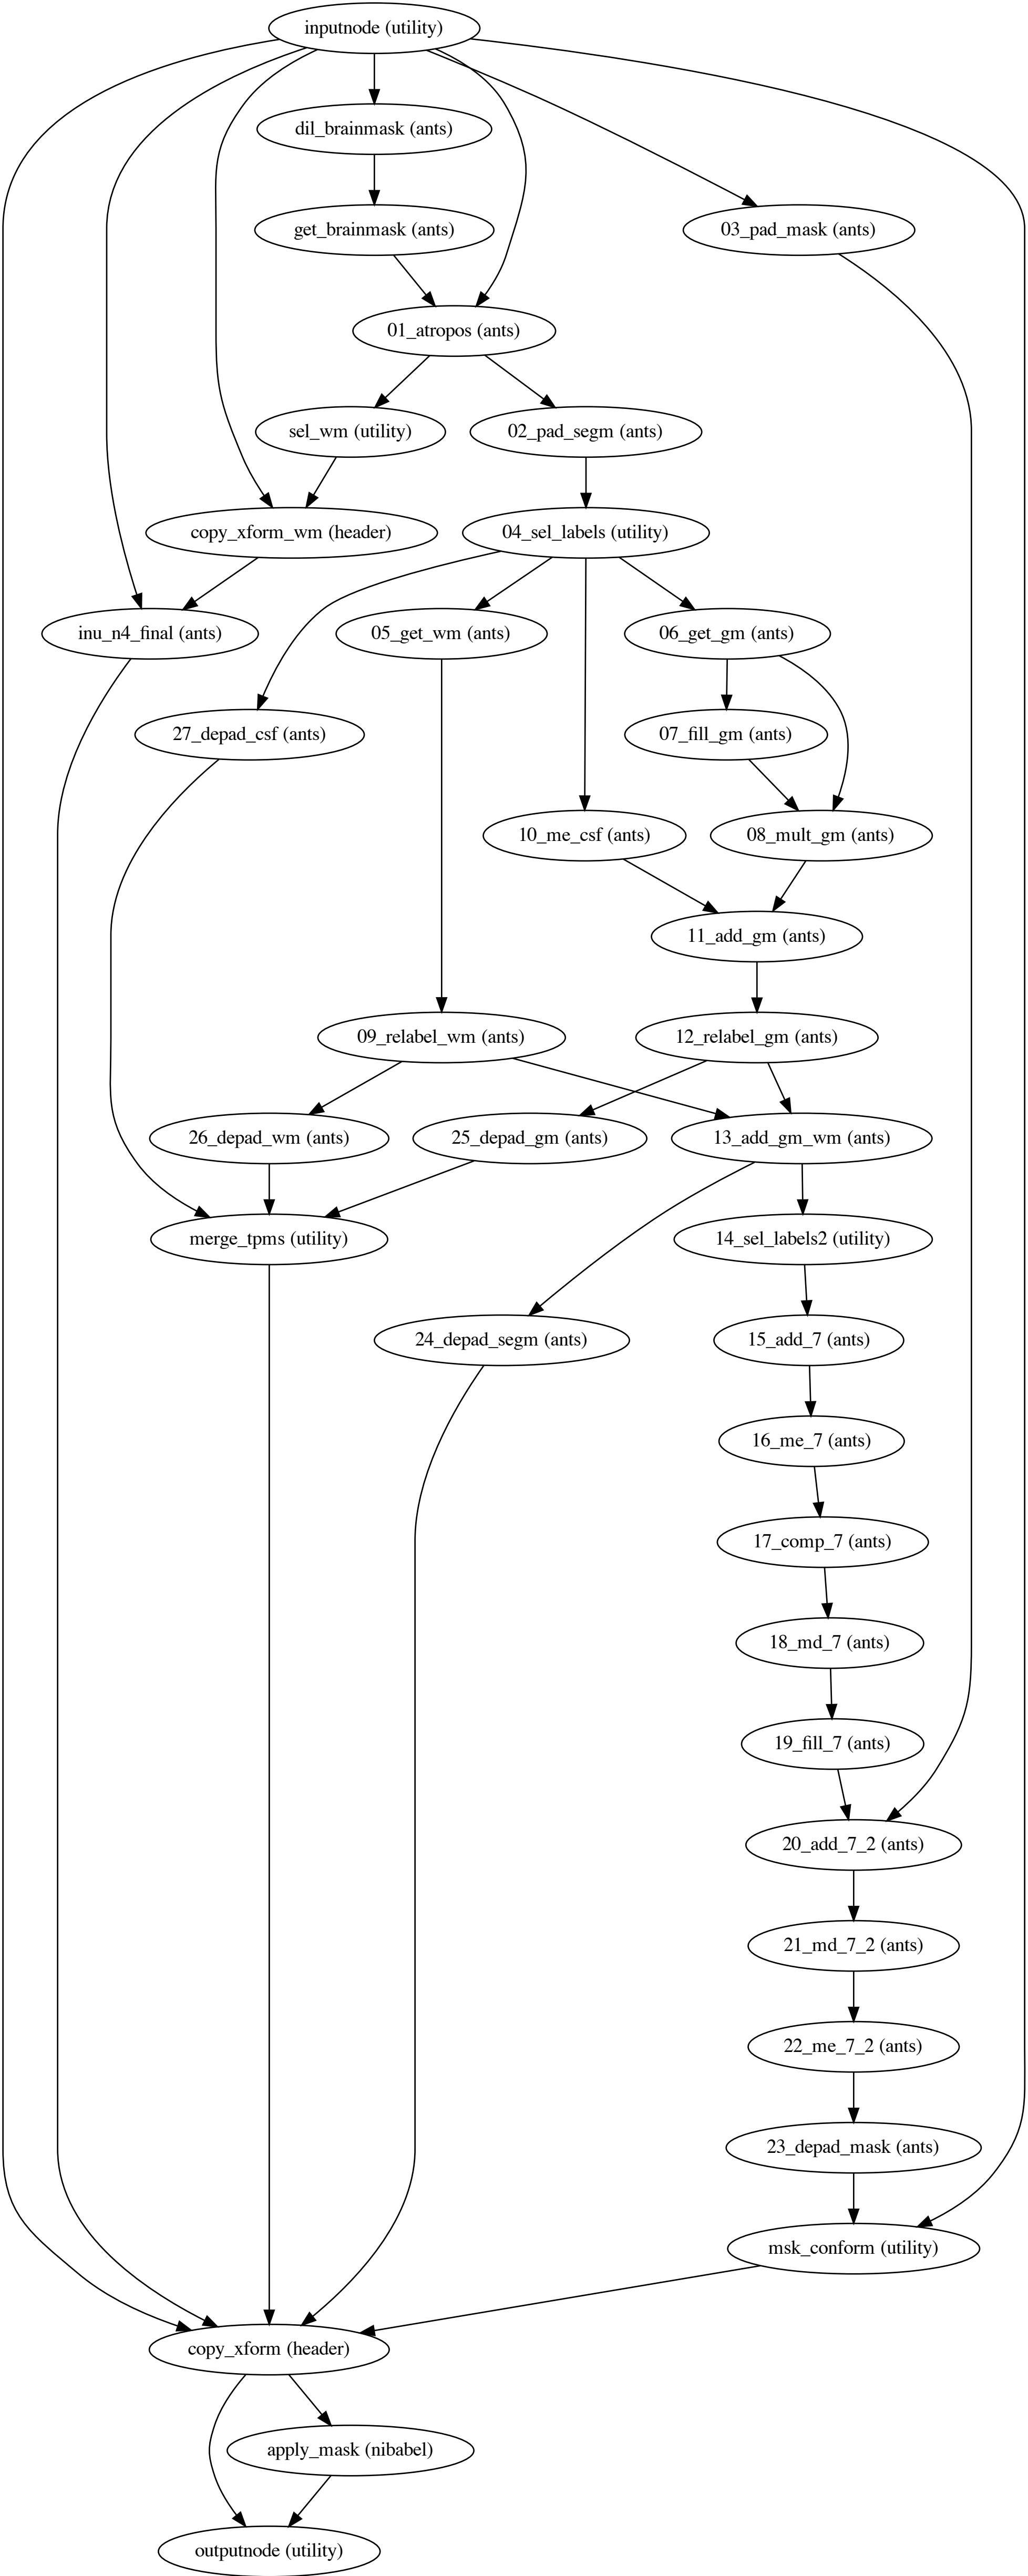 inputnode (utility)
dil_brainmask (ants)
get_brainmask (ants)
03_pad_mask (ants)
01_atropos (ants)
sel_wm (utility)
02_pad_segm (ants)
copy_xform_wm (header)
04_sel_labels (utility)
inu_n4_final (ants)
05_get_wm (ants)
06_get_gm (ants)
27_depad_csf (ants)
07_fill_gm (ants)
10_me_csf (ants)
08_mult_gm (ants)
11_add_gm (ants)
09_relabel_wm (ants)
12_relabel_gm (ants)
26_depad_wm (ants)
25_depad_gm (ants)
13_add_gm_wm (ants)
merge_tpms (utility)
14_sel_labels2 (utility)
24_depad_segm (ants)
15_add_7 (ants)
16_me_7 (ants)
17_comp_7 (ants)
18_md_7 (ants)
19_fill_7 (ants)
20_add_7_2 (ants)
21_md_7_2 (ants)
22_me_7_2 (ants)
23_depad_mask (ants)
msk_conform (utility)
copy_xform (header)
apply_mask (nibabel)
outputnode (utility)